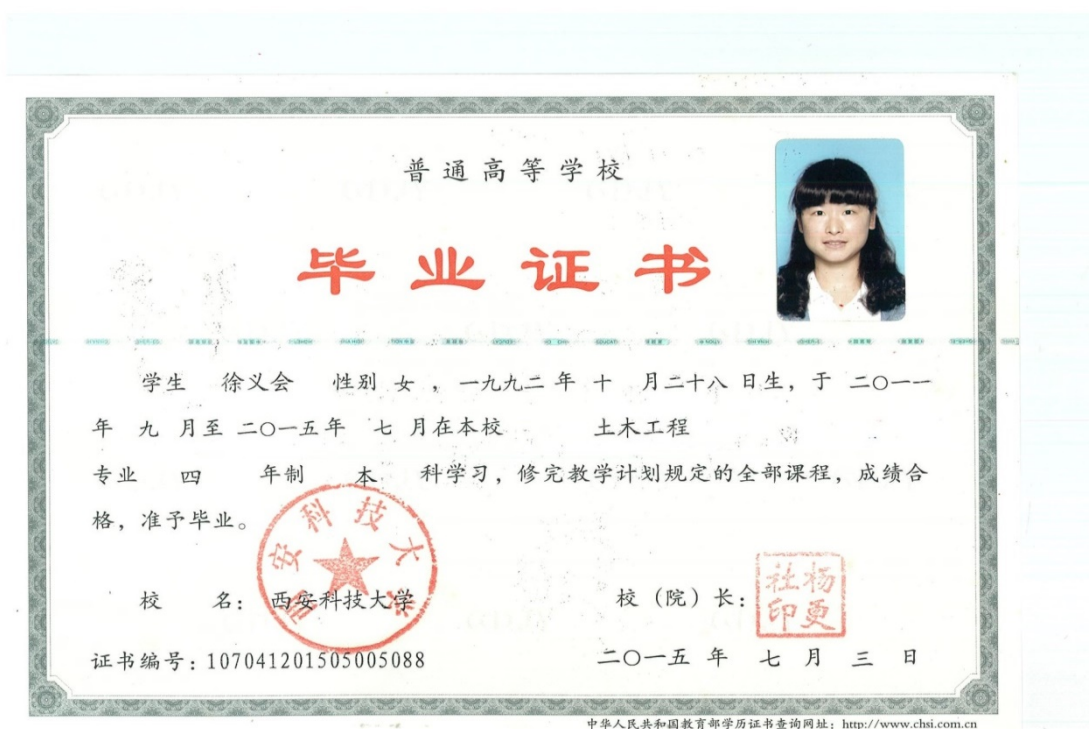 普通高等学校
毕业证书
学生 徐义会 性别 女 ，一九九二 年 十 月二十八 日生，于 二〇一一
年 九 月至 二〇一五年 七 月在本校 土木工程
专业 四 年制 本 科学习，修完教学计划规定的全部课程，成绩合
格，准予毕业。
西安科技大学
校 名：西安科技大学
校（院）长：
杨更社印
证书编号：107041201505005088
二〇一五 年 七 月 三 日
中华人民共和国教育部学历证书查询网址：http://www.chsi.com.cn